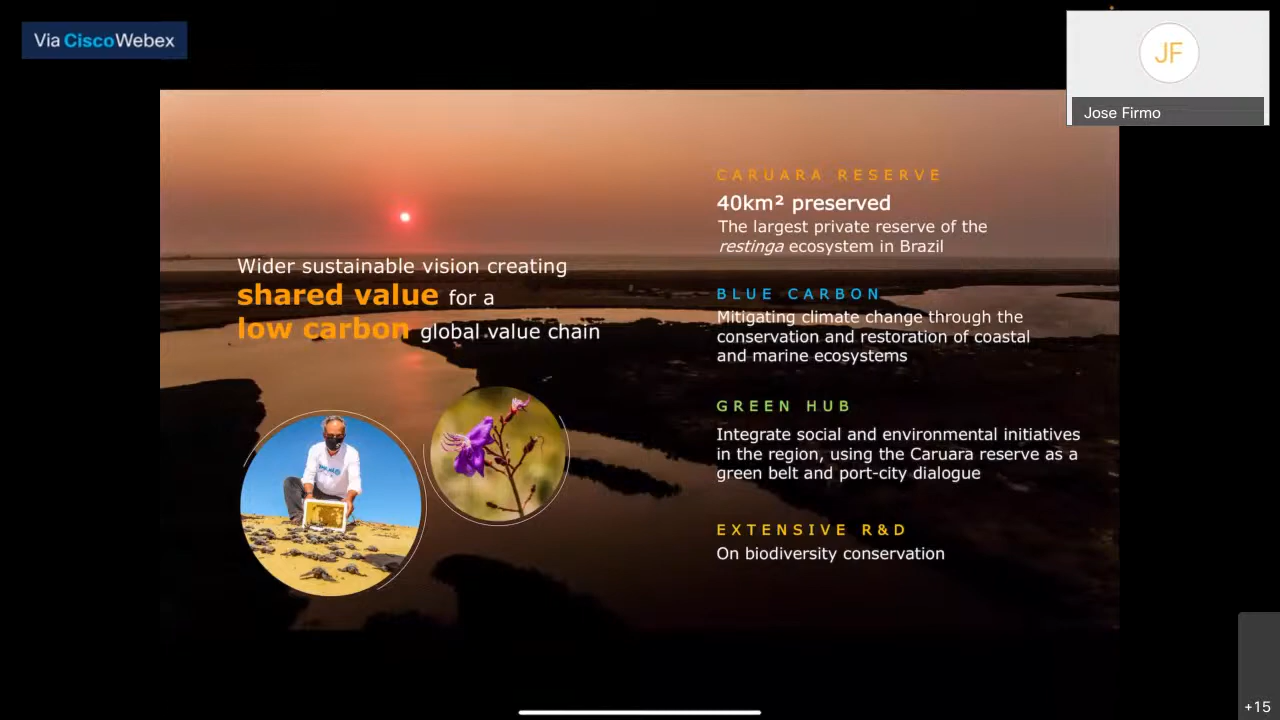 Via CiscoWebex
JF
Jose Firmo
Wider sustainable vision creating
shared value for a
low carbon global value chain
CARUARA RESERVE
40km² preserved
The largest private reserve of the
restinga ecosystem in Brazil
BLUE CARBON
Mitigating climate change through the
conservation and restoration of coastal
and marine ecosystems
GREEN HUB
Integrate social and environmental initiatives
in the region, using the Caruara reserve as a
green belt and port-city dialogue
EXTENSIVE R&D
On biodiversity conservation
+15